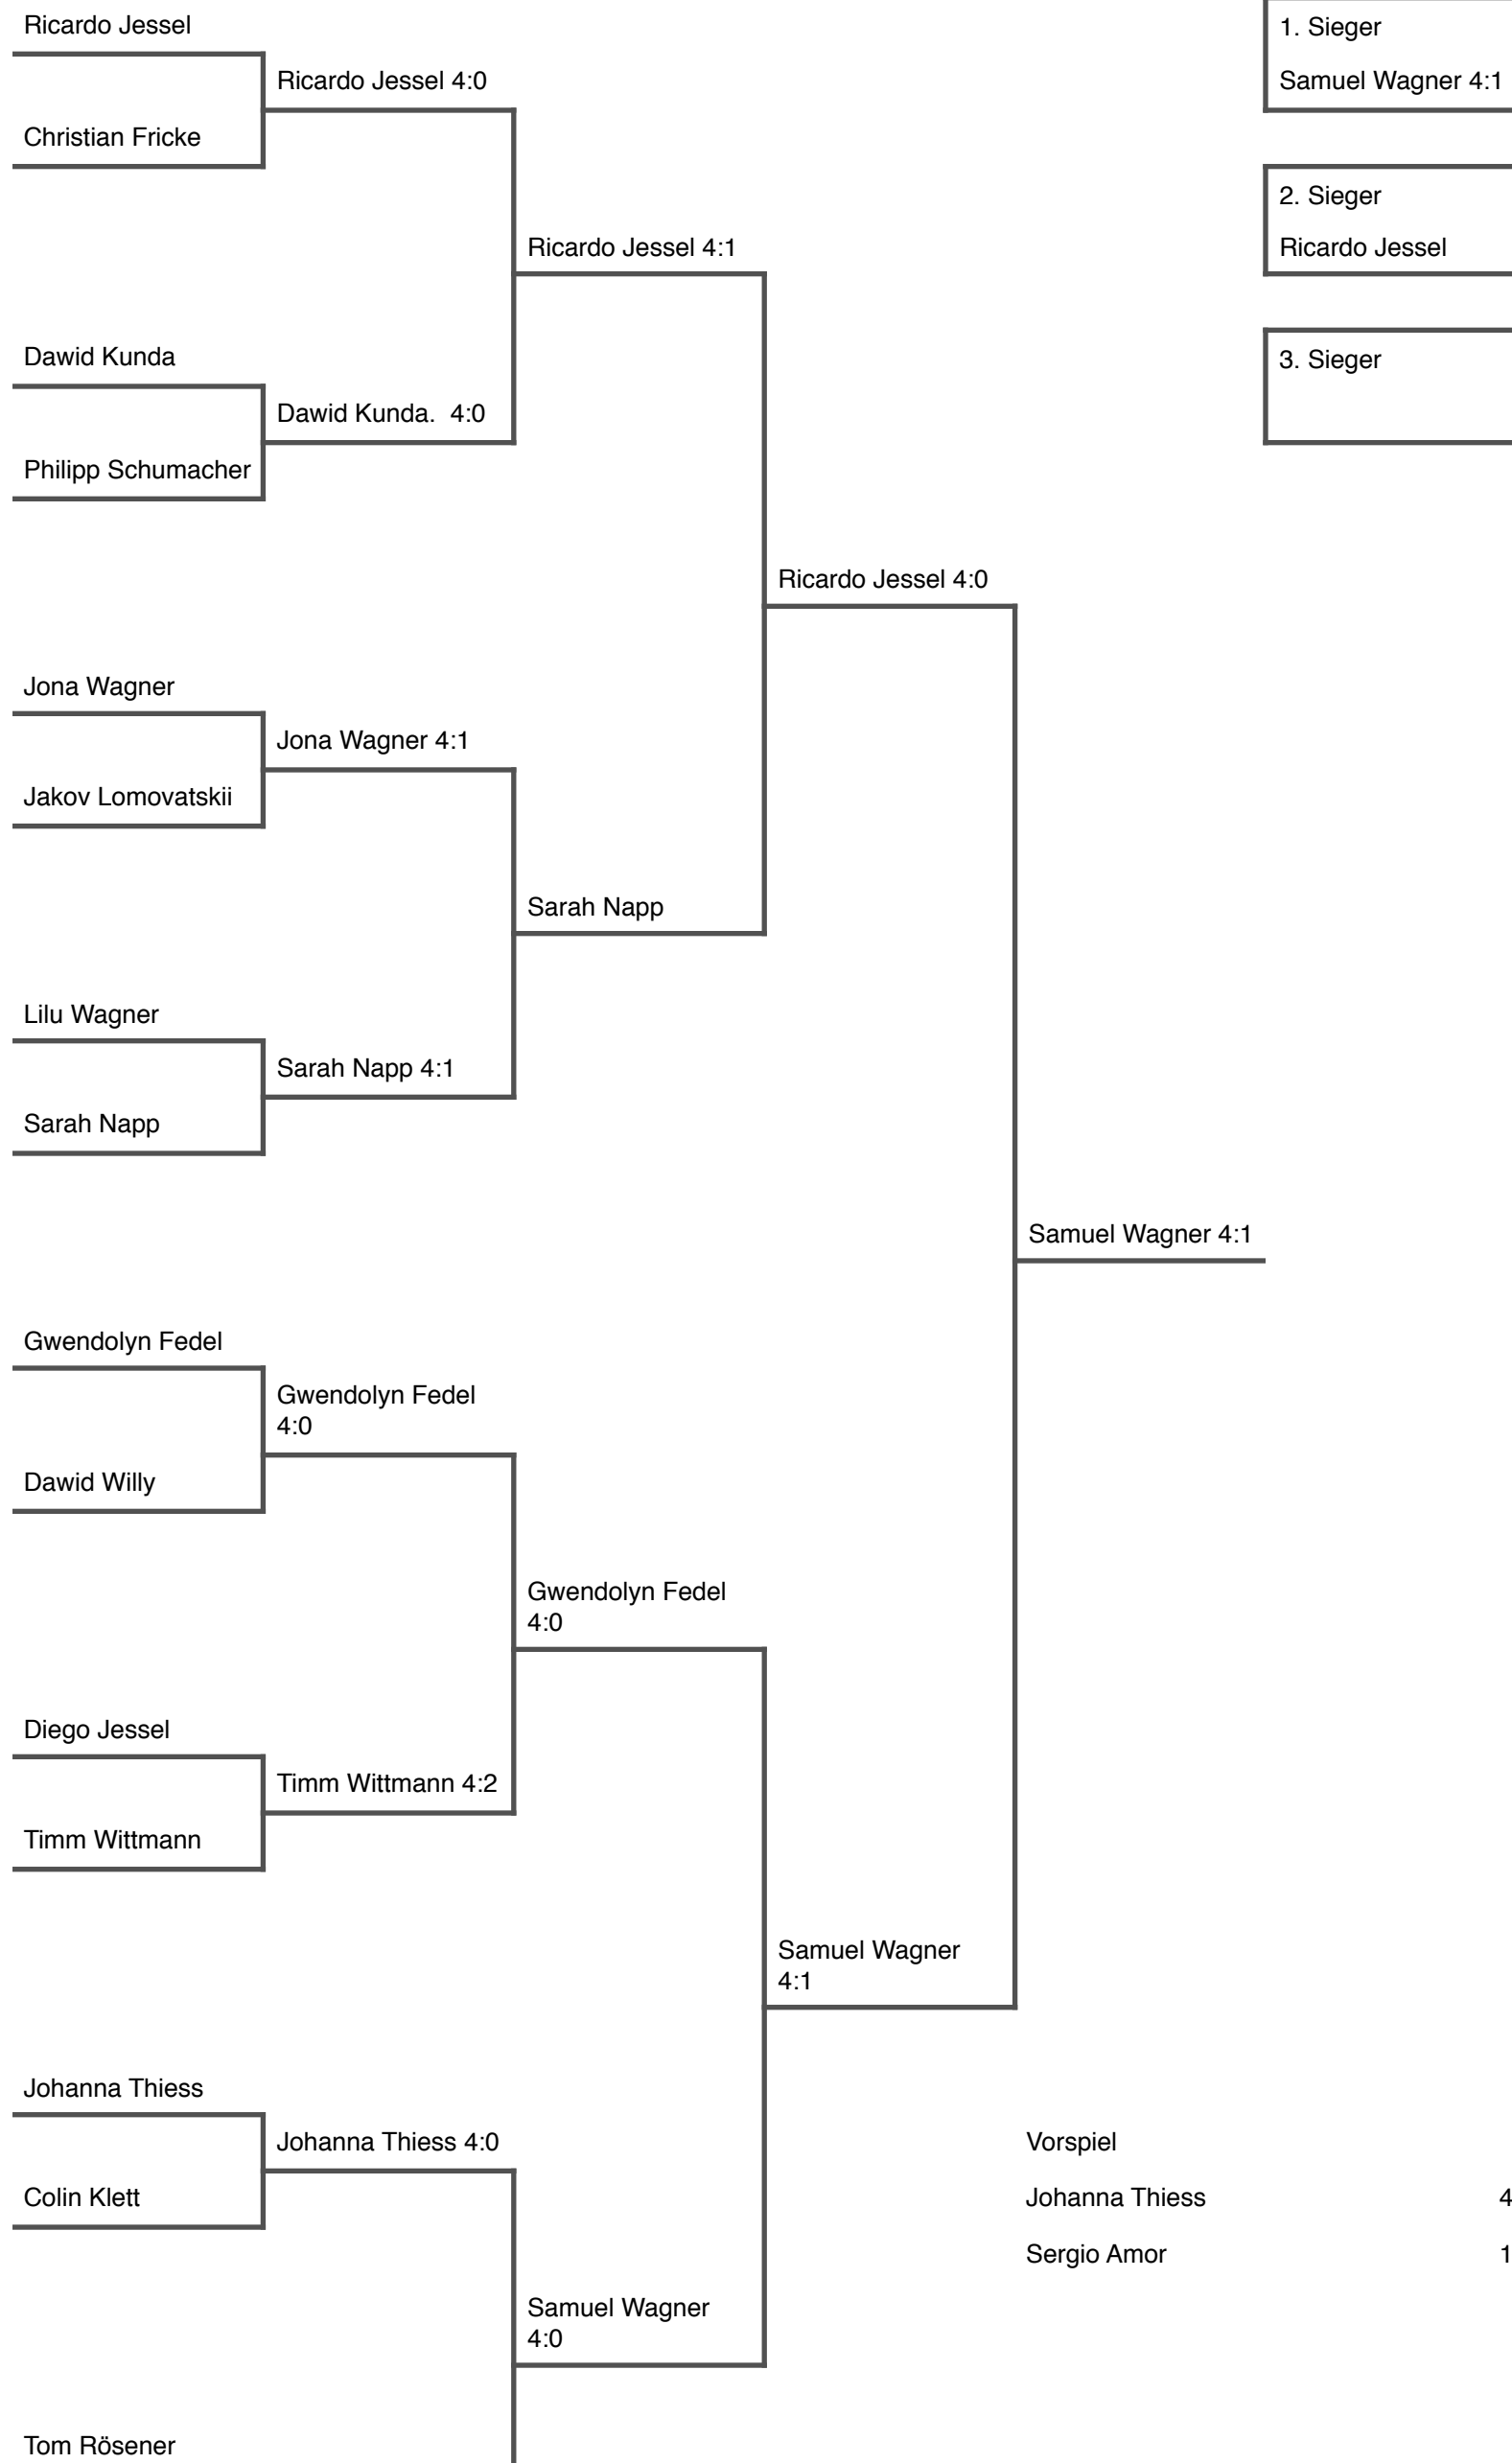 Ricardo Jessel
Ricardo Jessel 4:0
Christian Fricke
Ricardo Jessel 4:1
Dawid Kunda
Dawid Kunda.  4:0
Philipp Schumacher
Ricardo Jessel 4:0
Jona Wagner
Jona Wagner 4:1
Jakov Lomovatskii
Sarah Napp
Lilu Wagner
Sarah Napp 4:1
Sarah Napp
Samuel Wagner 4:1
Gwendolyn Fedel
Gwendolyn Fedel
4:0
Dawid Willy
Gwendolyn Fedel
4:0
Diego Jessel
Timm Wittmann 4:2
Timm Wittmann
Samuel Wagner
4:1
Johanna Thiess
Johanna Thiess 4:0
Colin Klett
Samuel Wagner
4:0
Tom Rösener
1. Sieger
Samuel Wagner 4:1
2. Sieger
Ricardo Jessel
3. Sieger
Vorspiel
Johanna Thiess 4
Sergio Amor 1